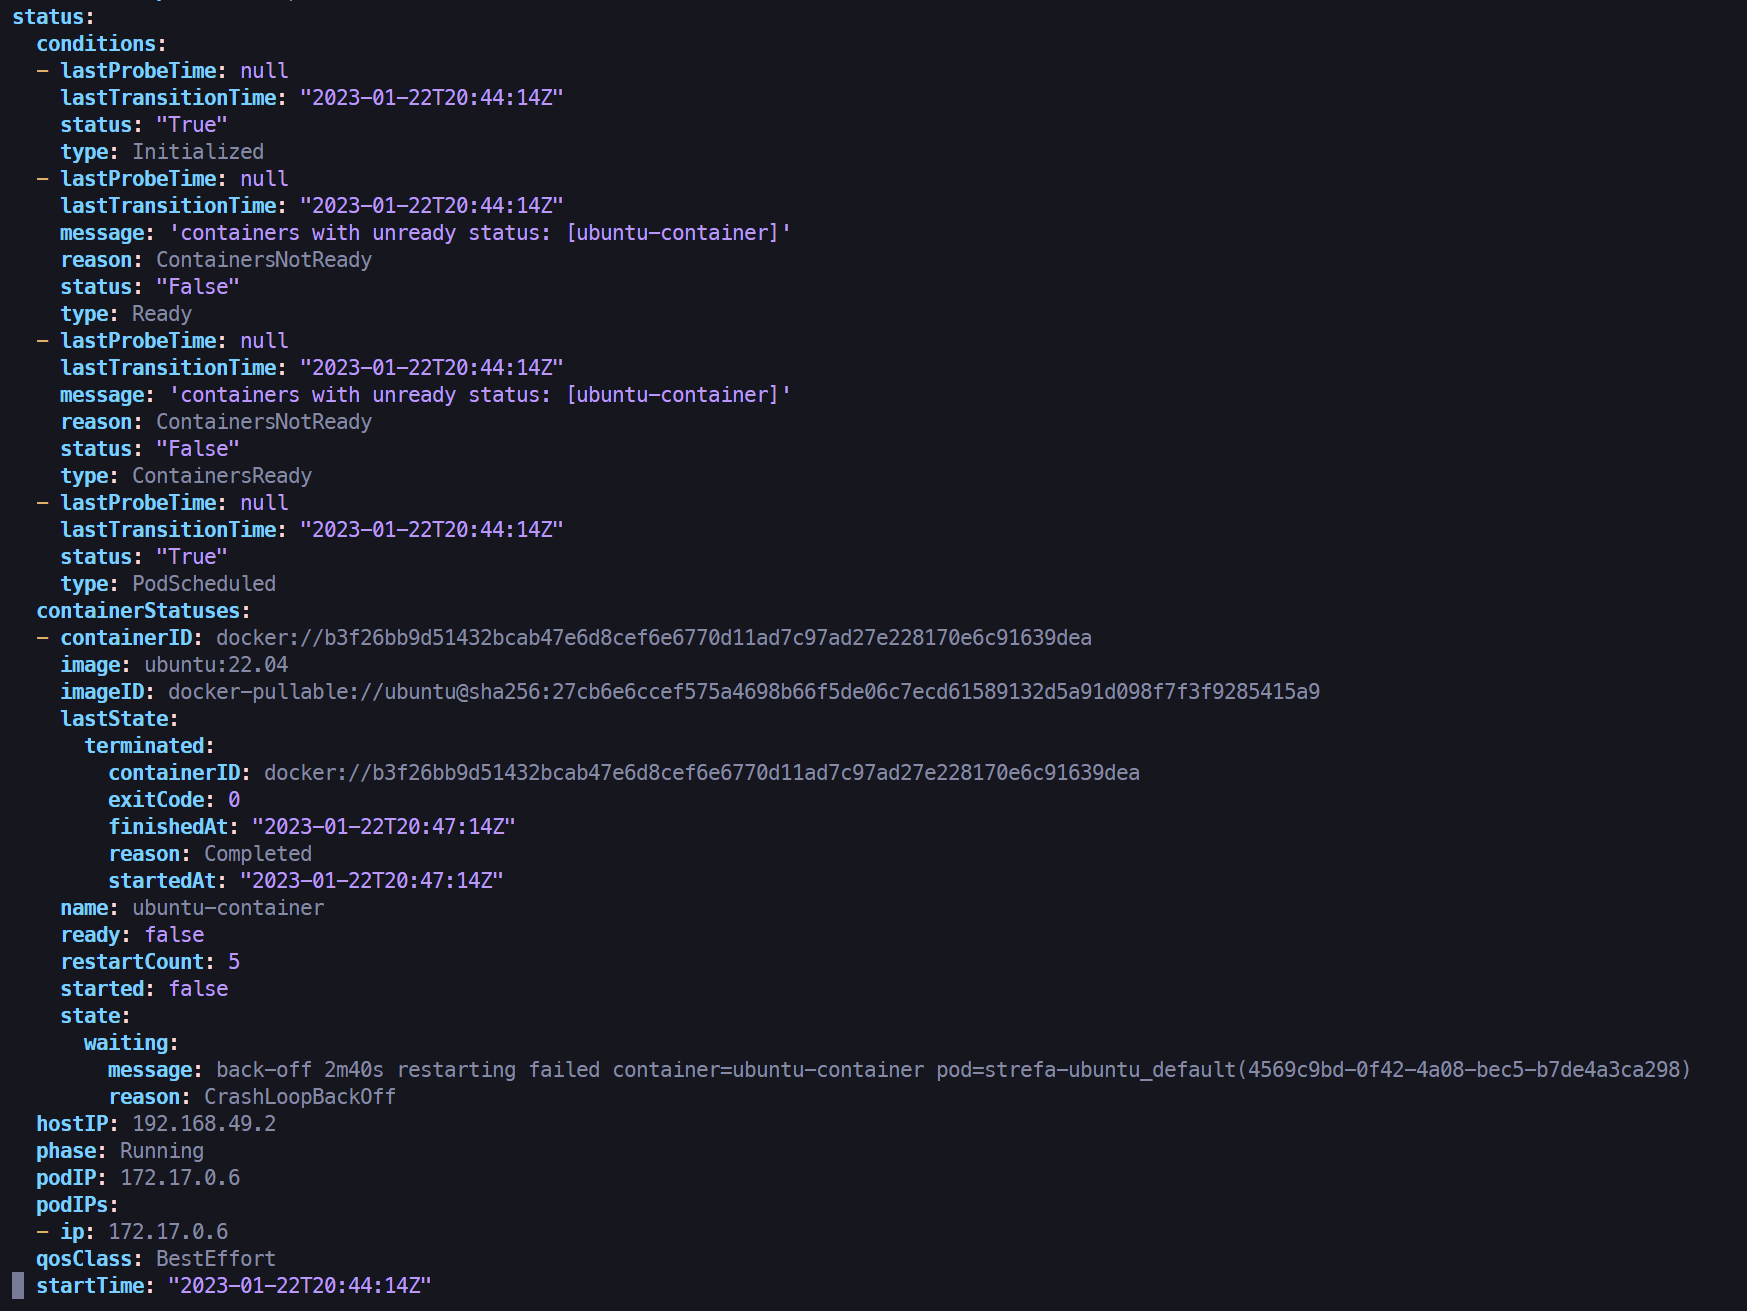 status:
  conditions:
  - lastProbeTime: null
    lastTransitionTime: "2023-01-22T20:44:14Z"
    status: "True"
    type: Initialized
  - lastProbeTime: null
    lastTransitionTime: "2023-01-22T20:44:14Z"
    message: 'containers with unready status: [ubuntu-container]'
    reason: ContainersNotReady
    status: "False"
    type: Ready
  - lastProbeTime: null
    lastTransitionTime: "2023-01-22T20:44:14Z"
    message: 'containers with unready status: [ubuntu-container]'
    reason: ContainersNotReady
    status: "False"
    type: ContainersReady
  - lastProbeTime: null
    lastTransitionTime: "2023-01-22T20:44:14Z"
    status: "True"
    type: PodScheduled
  containerStatuses:
  - containerID: docker://b3f26bb9d51432bcab47e6d8cef6e6770d11ad7c97ad27e228170e6c91639dea
    image: ubuntu:22.04
    imageID: docker-pullable://ubuntu@sha256:27cb6e6ccef575a4698b66f5de06c7ecd61589132d5a91d098f7f3f9285415a9
    lastState:
      terminated:
        containerID: docker://b3f26bb9d51432bcab47e6d8cef6e6770d11ad7c97ad27e228170e6c91639dea
        exitCode: 0
        finishedAt: "2023-01-22T20:47:14Z"
        reason: Completed
        startedAt: "2023-01-22T20:47:14Z"
    name: ubuntu-container
    ready: false
    restartCount: 5
    started: false
    state:
      waiting:
        message: back-off 2m40s restarting failed container=ubuntu-container pod=strefa-ubuntu_default(4569c9bd-0f42-4a08-bec5-b7de4a3ca298)
        reason: CrashLoopBackOff
  hostIP: 192.168.49.2
  phase: Running
  podIP: 172.17.0.6
  podIPs:
  - ip: 172.17.0.6
  qosClass: BestEffort
  startTime: "2023-01-22T20:44:14Z"